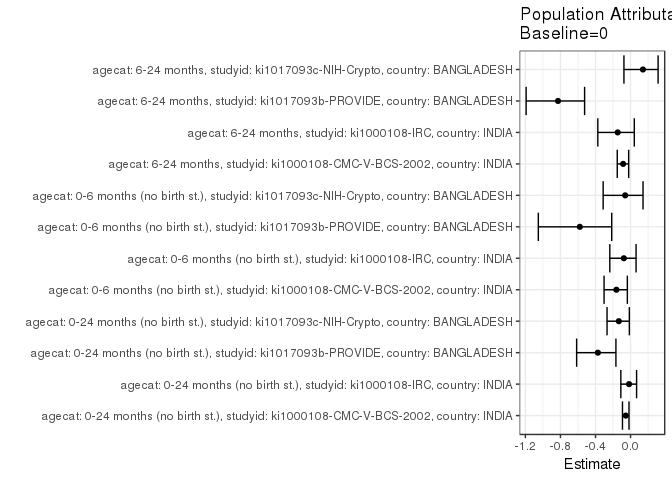 Population Attributa
Baseline=0
agecat: 6-24 months, studyid: ki1017093c-NIH-Crypto, country: BANGLADESH
agecat: 6-24 months, studyid: ki1017093b-PROVIDE, country: BANGLADESH
agecat: 6-24 months, studyid: ki1000108-IRC, country: INDIA
agecat: 6-24 months, studyid: ki1000108-CMC-V-BCS-2002, country: INDIA
agecat: 0-6 months (no birth st.), studyid: ki1017093c-NIH-Crypto, country: BANGLADESH
agecat: 0-6 months (no birth st.), studyid: ki1017093b-PROVIDE, country: BANGLADESH
agecat: 0-6 months (no birth st.), studyid: ki1000108-IRC, country: INDIA
agecat: 0-6 months (no birth st.), studyid: ki1000108-CMC-V-BCS-2002, country: INDIA
agecat: 0-24 months (no birth st.), studyid: ki1017093c-NIH-Crypto, country: BANGLADESH
agecat: 0-24 months (no birth st.), studyid: ki1017093b-PROVIDE, country: BANGLADESH
agecat: 0-24 months (no birth st.), studyid: ki1000108-IRC, country: INDIA
agecat: 0-24 months (no birth st.), studyid: ki1000108-CMC-V-BCS-2002, country: INDIA
-1.2 -0.8 -0.4 0.0
Estimate